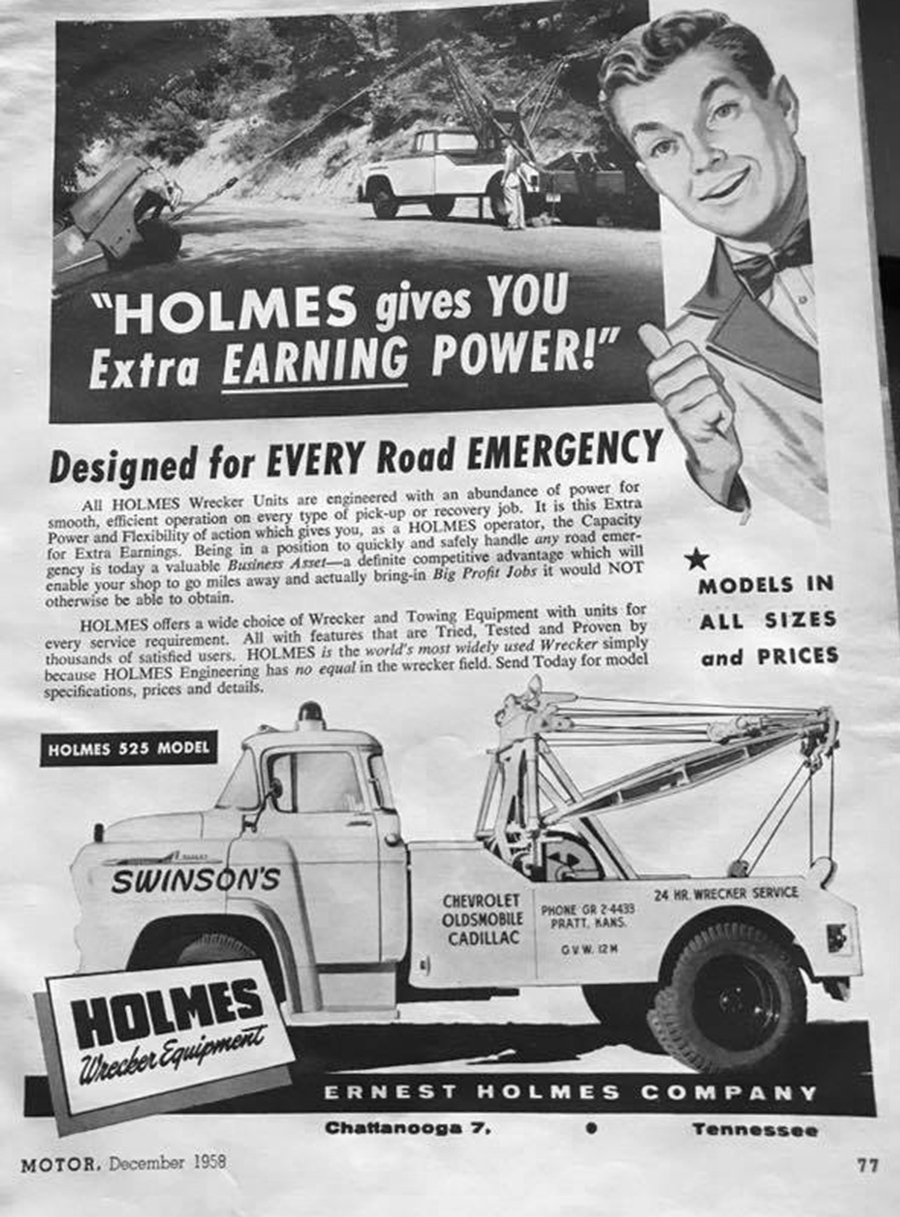 "HOLMES gives YOU
Extra EARNING POWER!"
Designed for EVERY Road EMERGENCY
All HOLMES Wrecker Units are engineered with an abundance of power for
smooth, efficient operation on every type of pick-up or recovery job. It is this Extra
Power and Flexibility of action which gives you, as a HOLMES operator, the Capacity
for Extra Earnings. Being in a position to quickly and safely handle any road emer-
gency is today a valuable Business Asset—a definite competitive advantage which will
enable your shop to go miles away and actually bring-in Big Profit Jobs it would NOT
otherwise be able to obtain.
HOLMES offers a wide choice of Wrecker and Towing Equipment with units for
every service requirement. All with features that are Tried, Tested and Proven by
thousands of satisfied users. HOLMES is the world's most widely used Wrecker simply
because HOLMES Engineering has no equal in the wrecker field. Send Today for model
specifications, prices and details.
★
MODELS IN
ALL SIZES
and PRICES
HOLMES 525 MODEL
SWINSON'S
CHEVROLET
OLDSMOBILE
CADILLAC
PHONE GR 2-4433
PRATT, KANS.
G.V.W. 12M
24 HR. WRECKER SERVICE
HOLMES
Wrecker Equipment
ERNEST HOLMES COMPANY
Chattanooga 7, • Tennessee
MOTOR, December 1958
77